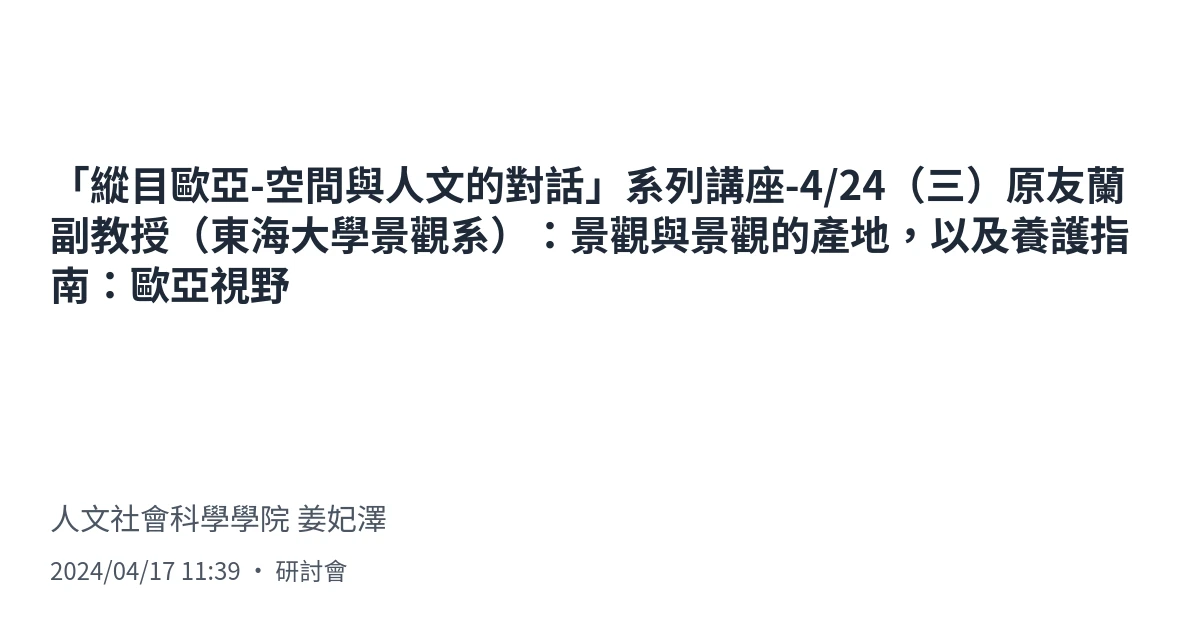 「縱目歐亞-空間與人文的對話」系列講座-4/24（三）原友蘭
副教授（東海大學景觀系）：景觀與景觀的產地，以及養護指
南：歐亞視野
人文社會科學學院 姜妃澤
2024/04/17 11:39 • 研討會